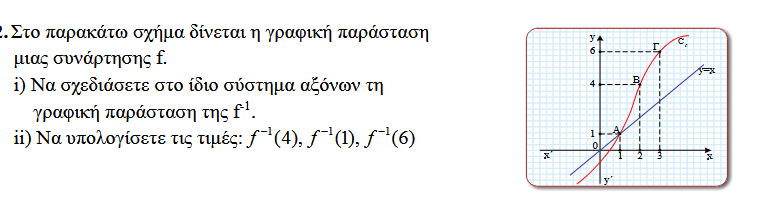 2. Στο παρακάτω σχήμα δίνεται η γραφική παράσταση
μιας συνάρτησης f.
i) Να σχεδιάσετε στο ίδιο σύστημα αξόνων τη
γραφική παράσταση της f⁻¹.
ii) Να υπολογίσετε τις τιμές: f⁻¹(4), f⁻¹(1), f⁻¹(6)
y
Γ
C_f
6
y=x
B
4
A
1
0
x΄
1 2 3
x
y΄